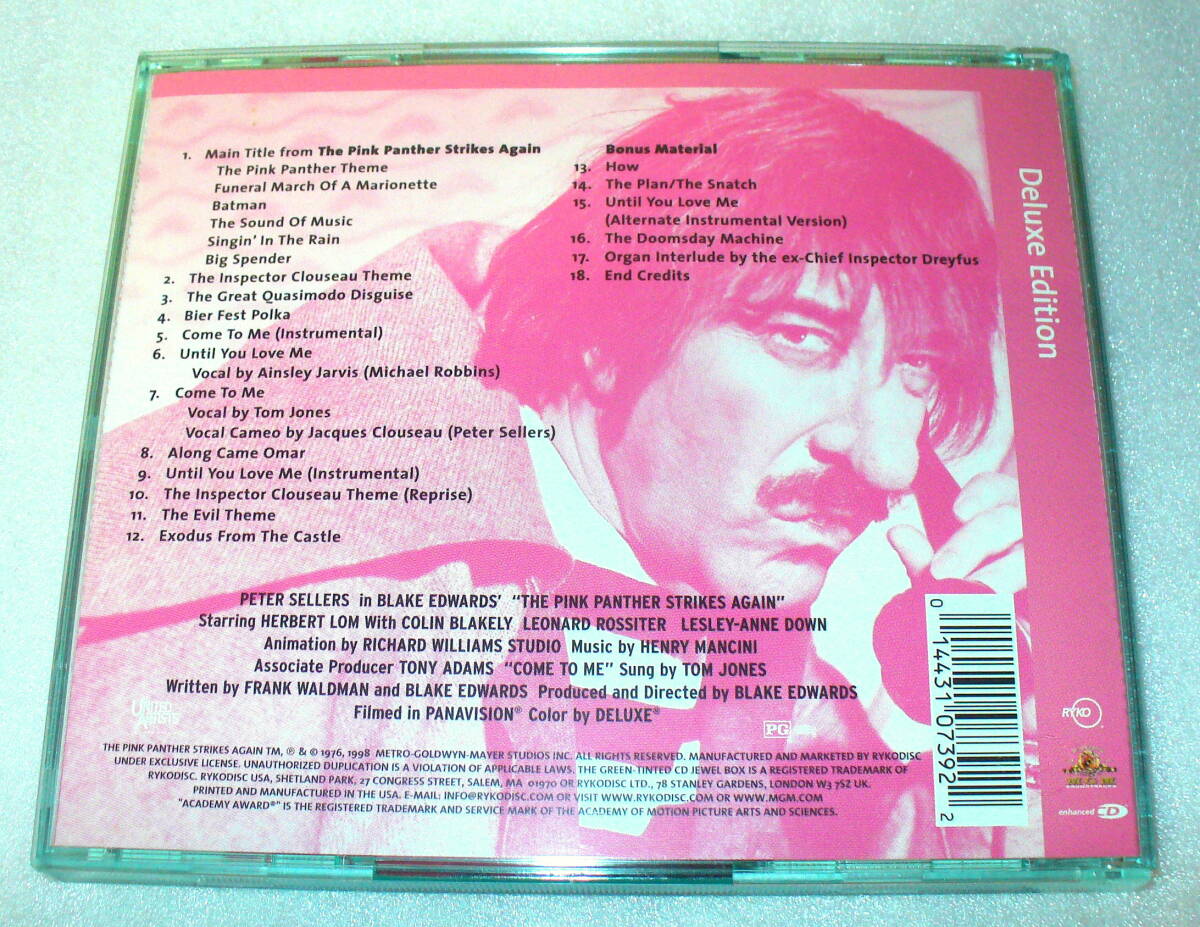 1. Main Title from The Pink Panther Strikes Again
The Pink Panther Theme
Funeral March Of A Marionette
Batman
The Sound Of Music
Singin' In The Rain
Big Spender
2. The Inspector Clouseau Theme
3. The Great Quasimodo Disguise
4. Bier Fest Polka
5. Come To Me (Instrumental)
6. Until You Love Me
Vocal by Ainsley Jarvis (Michael Robbins)
7. Come To Me
Vocal by Tom Jones
Vocal Cameo by Jacques Clouseau (Peter Sellers)
8. Along Came Omar
9. Until You Love Me (Instrumental)
10. The Inspector Clouseau Theme (Reprise)
11. The Evil Theme
12. Exodus From The Castle
Bonus Material
13. How
14. The Plan/The Snatch
15. Until You Love Me
(Alternate Instrumental Version)
16. The Doomsday Machine
17. Organ Interlude by the ex-Chief Inspector Dreyfus
18. End Credits
Deluxe Edition
PETER SELLERS in BLAKE EDWARDS' "THE PINK PANTHER STRIKES AGAIN"
Starring HERBERT LOM With COLIN BLAKELY LEONARD ROSSITER LESLEY-ANNE DOWN
Animation by RICHARD WILLIAMS STUDIO Music by HENRY MANCINI
Associate Producer TONY ADAMS "COME TO ME" Sung by TOM JONES
Written by FRANK WALDMAN and BLAKE EDWARDS Produced and Directed by BLAKE EDWARDS
Filmed in PANAVISION® Color by DELUXE®
United
Artists
PG
THE PINK PANTHER STRIKES AGAIN TM, ℗ & © 1976, 1998 METRO-GOLDWYN-MAYER STUDIOS INC. ALL RIGHTS RESERVED. MANUFACTURED AND MARKETED BY RYKODISC
UNDER EXCLUSIVE LICENSE. UNAUTHORIZED DUPLICATION IS A VIOLATION OF APPLICABLE LAWS. THE GREEN-TINTED CD JEWEL BOX IS A REGISTERED TRADEMARK OF
RYKODISC. RYKODISC USA, SHETLAND PARK, 27 CONGRESS STREET, SALEM, MA 01970 OR RYKODISC LTD., 78 STANLEY GARDENS, LONDON W3 7SZ UK.
PRINTED AND MANUFACTURED IN THE USA. E-MAIL: INFO@RYKODISC.COM OR VISIT WWW.RYKODISC.COM OR WWW.MGM.COM
"ACADEMY AWARD®" IS THE REGISTERED TRADEMARK AND SERVICE MARK OF THE ACADEMY OF MOTION PICTURE ARTS AND SCIENCES.
0 14431 07392 2
RYKO
enhanced CD